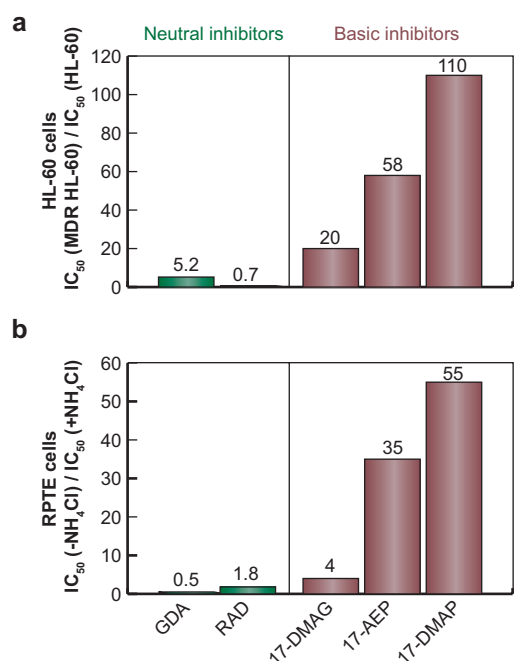 a
Neutral inhibitors
Basic inhibitors
HL-60 cells
IC50 (MDR HL-60) / IC50 (HL-60)
120
100
80
60
40
20
0
5.2
0.7
20
58
110
b
RPTE cells
IC50 (-NH4Cl) / IC50 (+NH4Cl)
60
50
40
30
20
10
0
0.5
1.8
4
35
55
GDA
RAD
17-DMAG
17-AEP
17-DMAP